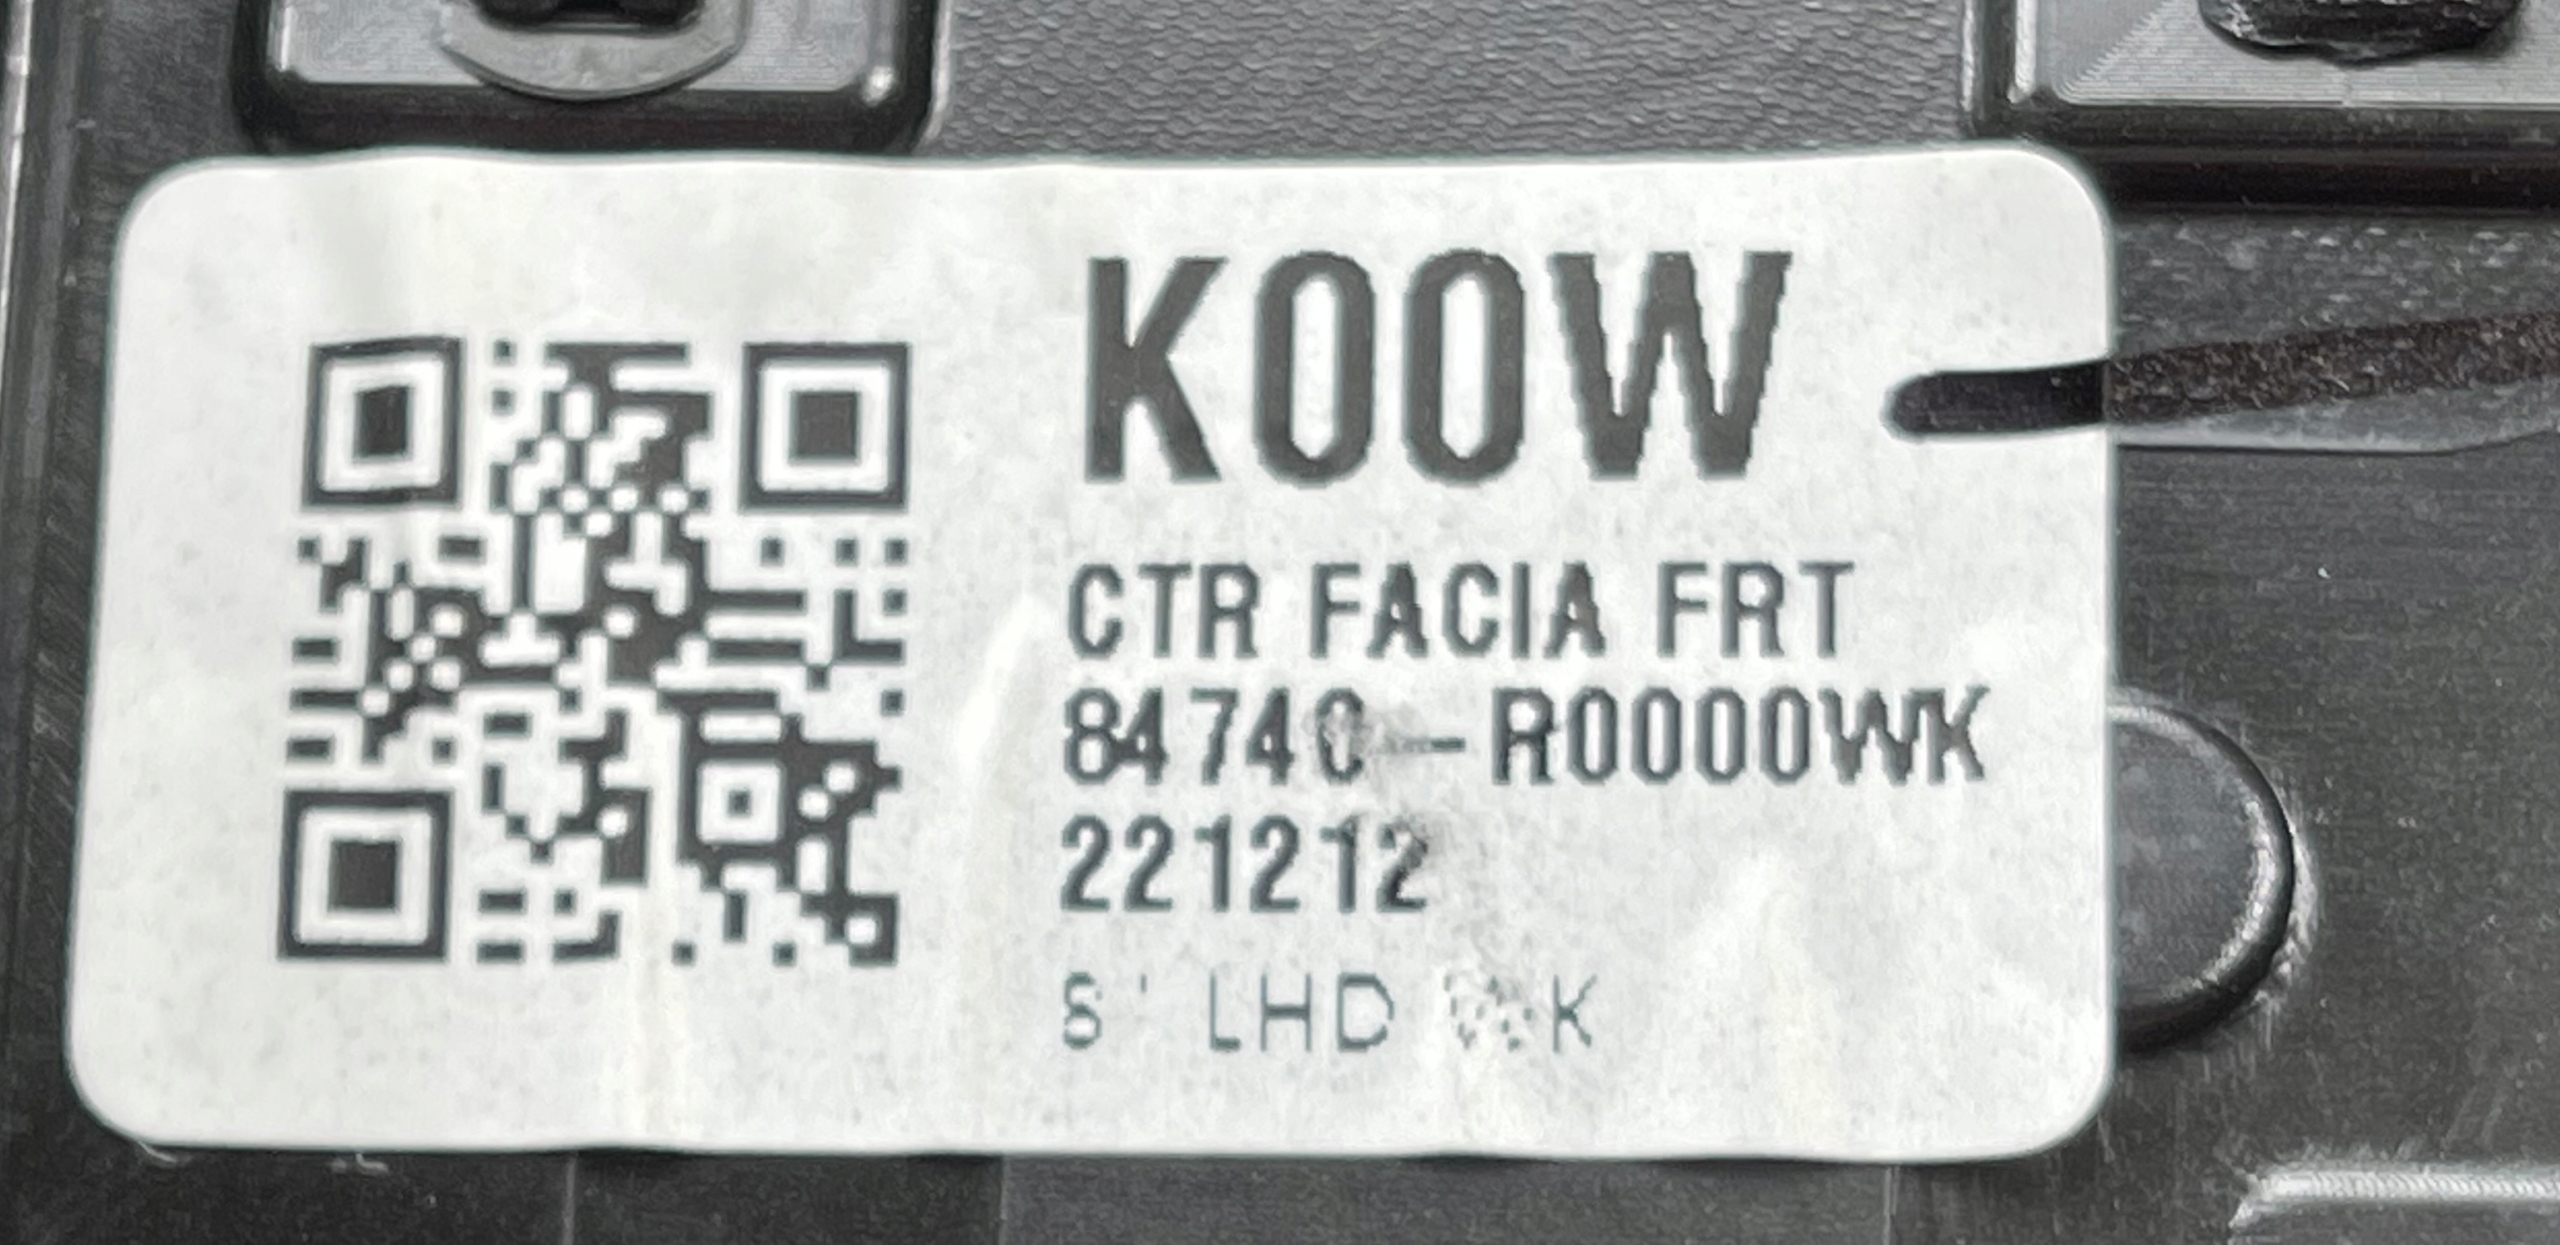 K00W
CTR FACIA FRT
84740-R0000WK
221212
LHD